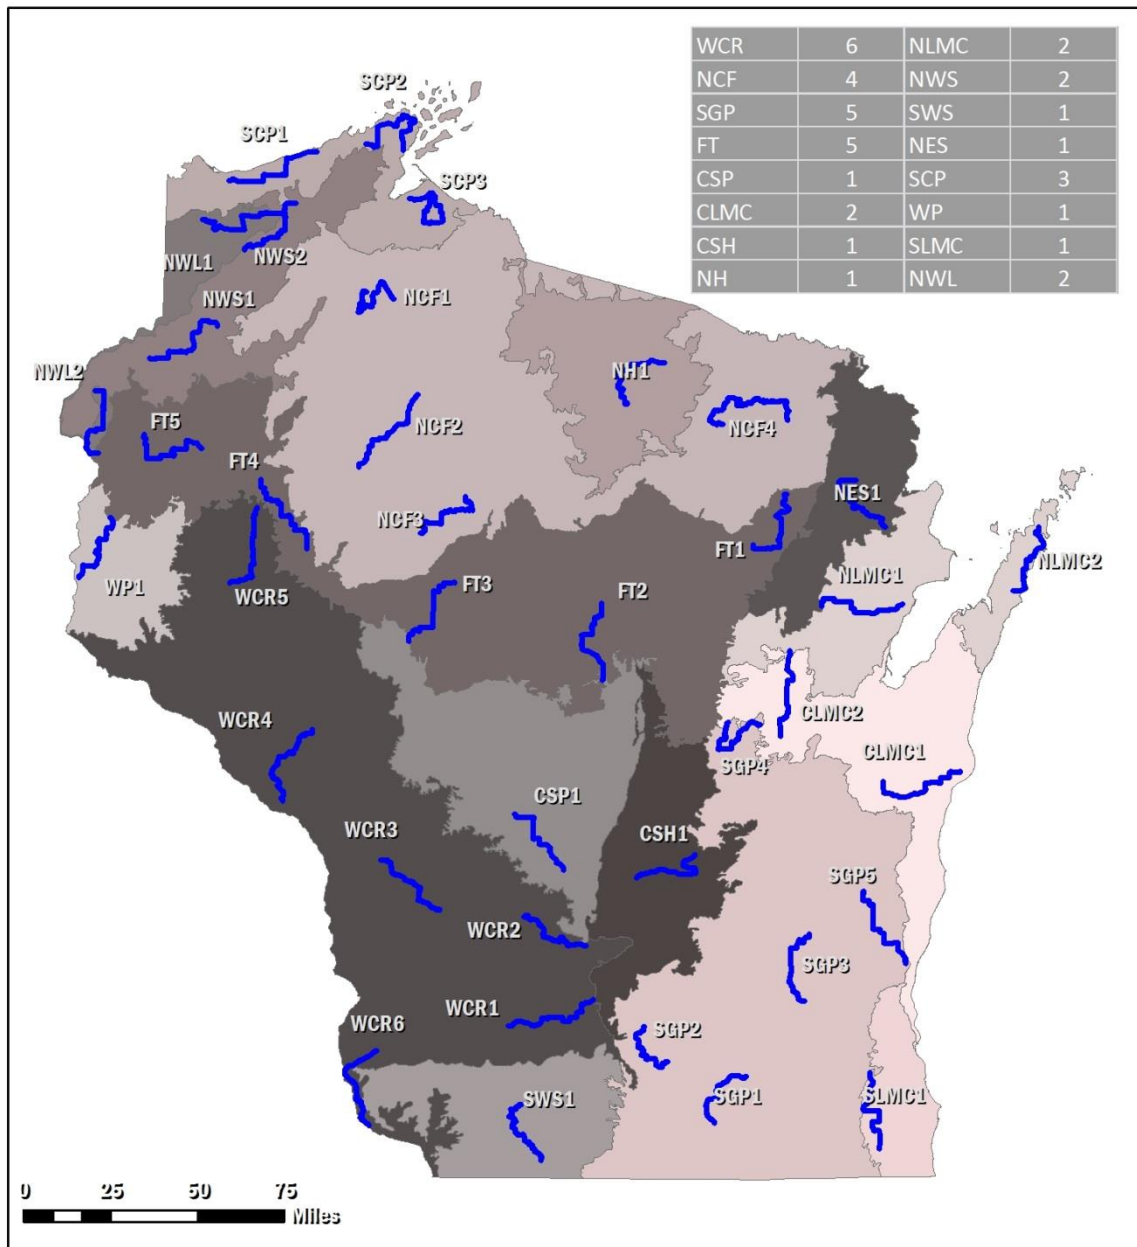 WCR 6 NLMC 2
NCF 4 NWS 2
SGP 5 SWS 1
FT 5 NES 1
CSP 1 SCP 3
CLMC 2 WP 1
CSH 1 SLMC 1
NH 1 NWL 2
SCP2
SCP1
SCP3
NWL1
NWS2
NWS1
NCF1
NWL2
NH1
FT5
NCF2
NCF4
FT4
NES1
NCF3
FT1
NLMC2
WP1
WCR5
FT3
FT2
NLMC1
WCR4
CLMC2
SGP4
CLMC1
CSP1
WCR3
CSH1
SGP5
WCR2
SGP3
WCR1
WCR6
SGP2
SWS1
SGP1
SLMC1
0 25 50 75
Miles